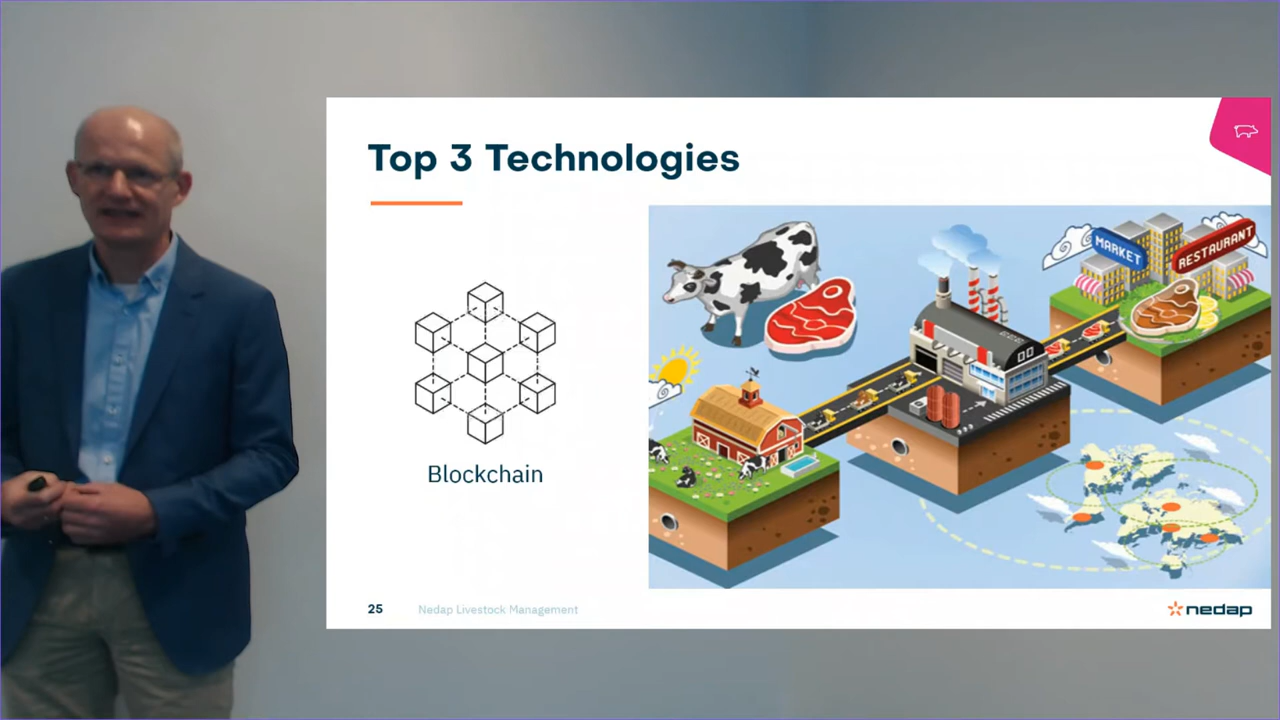 Top 3 Technologies
MARKET
RESTAURANT
Blockchain
25
Nedap Livestock Management
nedap